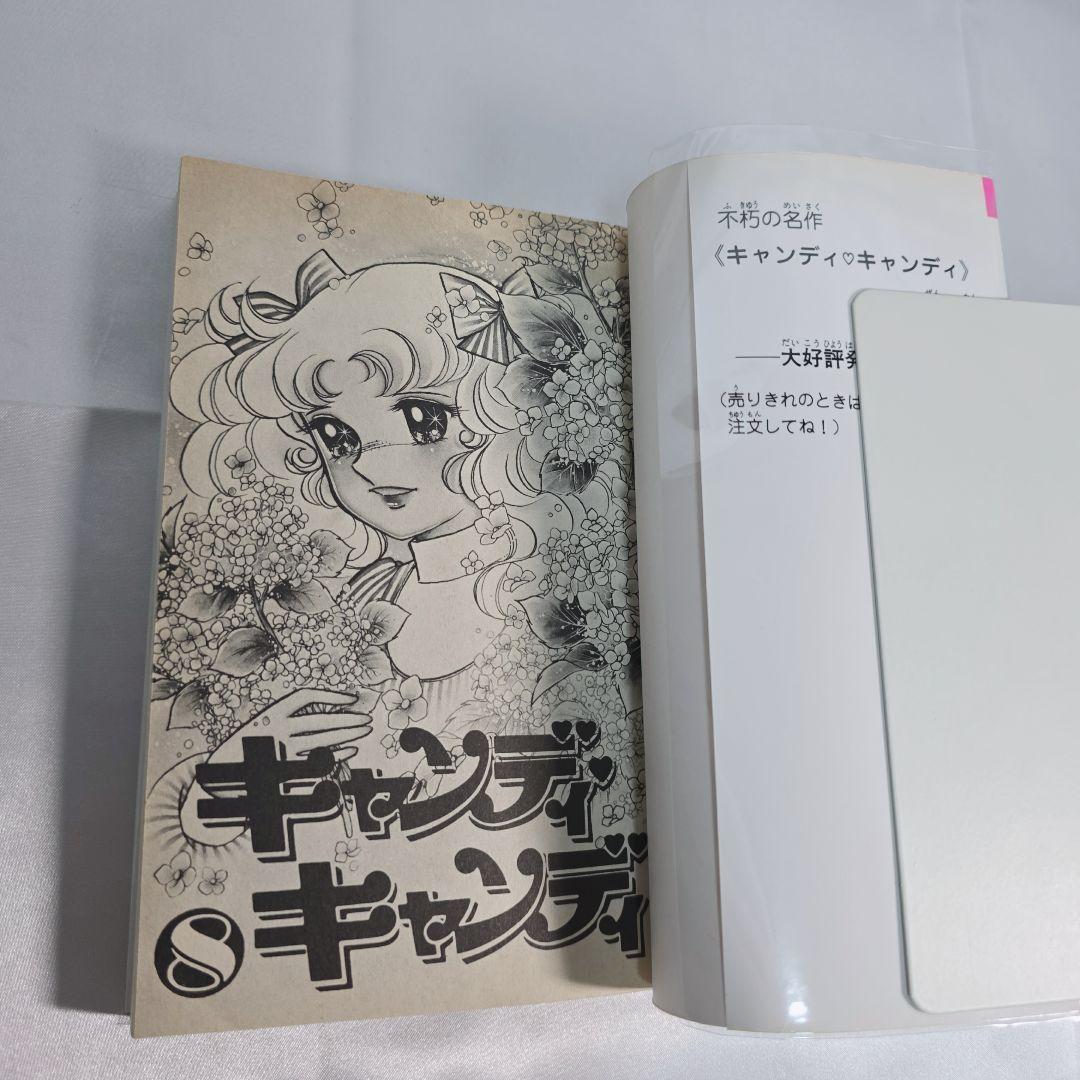 不朽の名作
《キャンディ♡キャンディ》
——大好評発
（売りきれのときは
注文してね！）
キャンディ♥
キャンディ
8